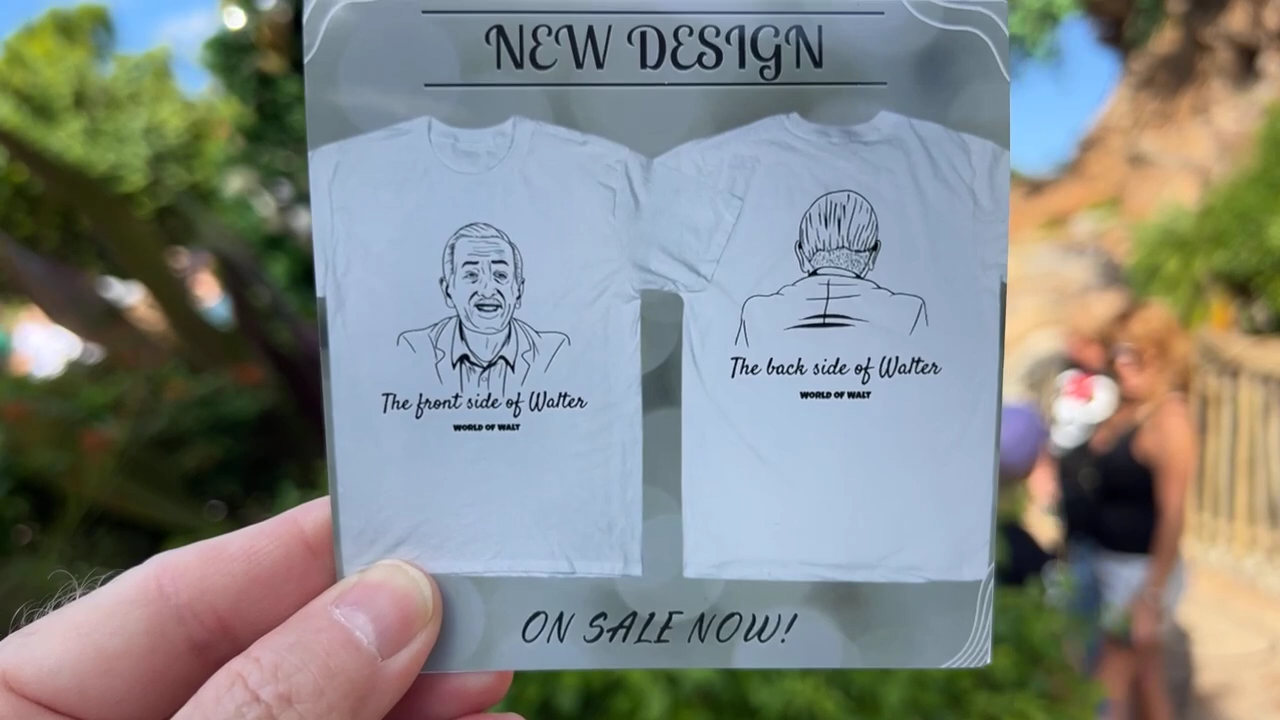 NEW DESIGN
The front side of Walter
WORLD OF WALT
The back side of Walter
WORLD OF WALT
ON SALE NOW!